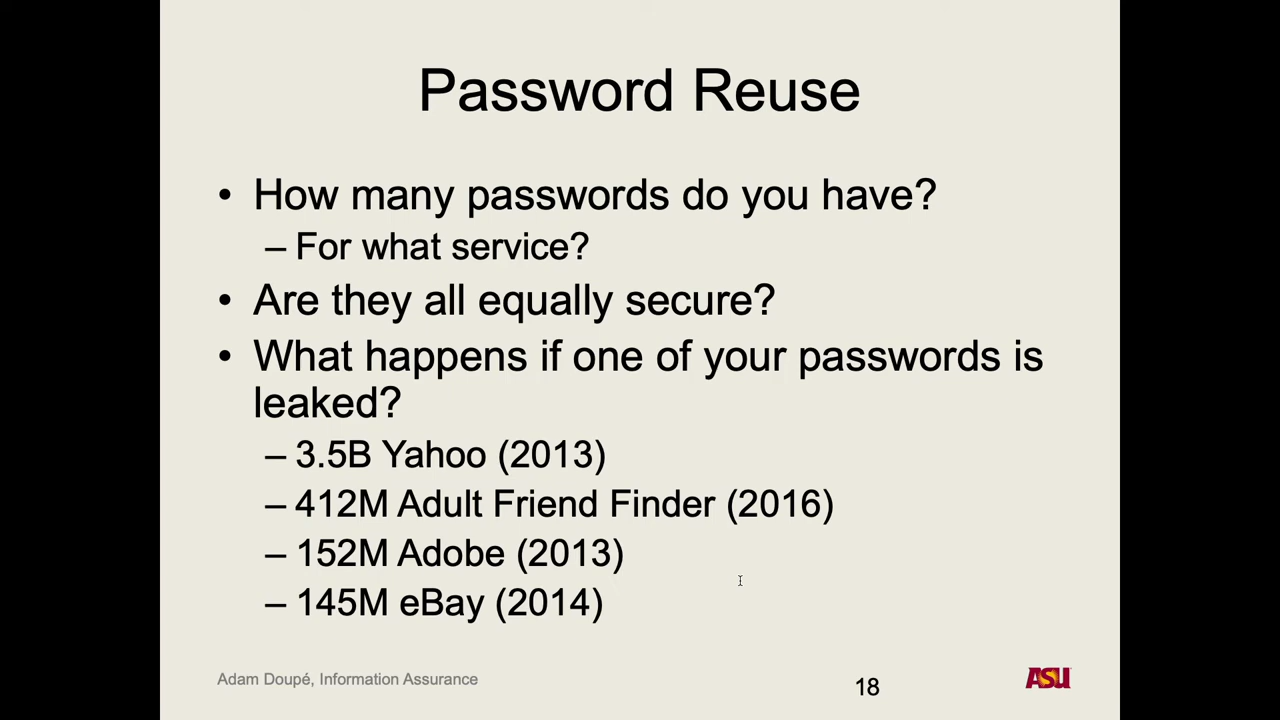 Password Reuse
• How many passwords do you have?
– For what service?
• Are they all equally secure?
• What happens if one of your passwords is
leaked?
– 3.5B Yahoo (2013)
– 412M Adult Friend Finder (2016)
– 152M Adobe (2013)
– 145M eBay (2014)
Adam Doupé, Information Assurance
18
ASU